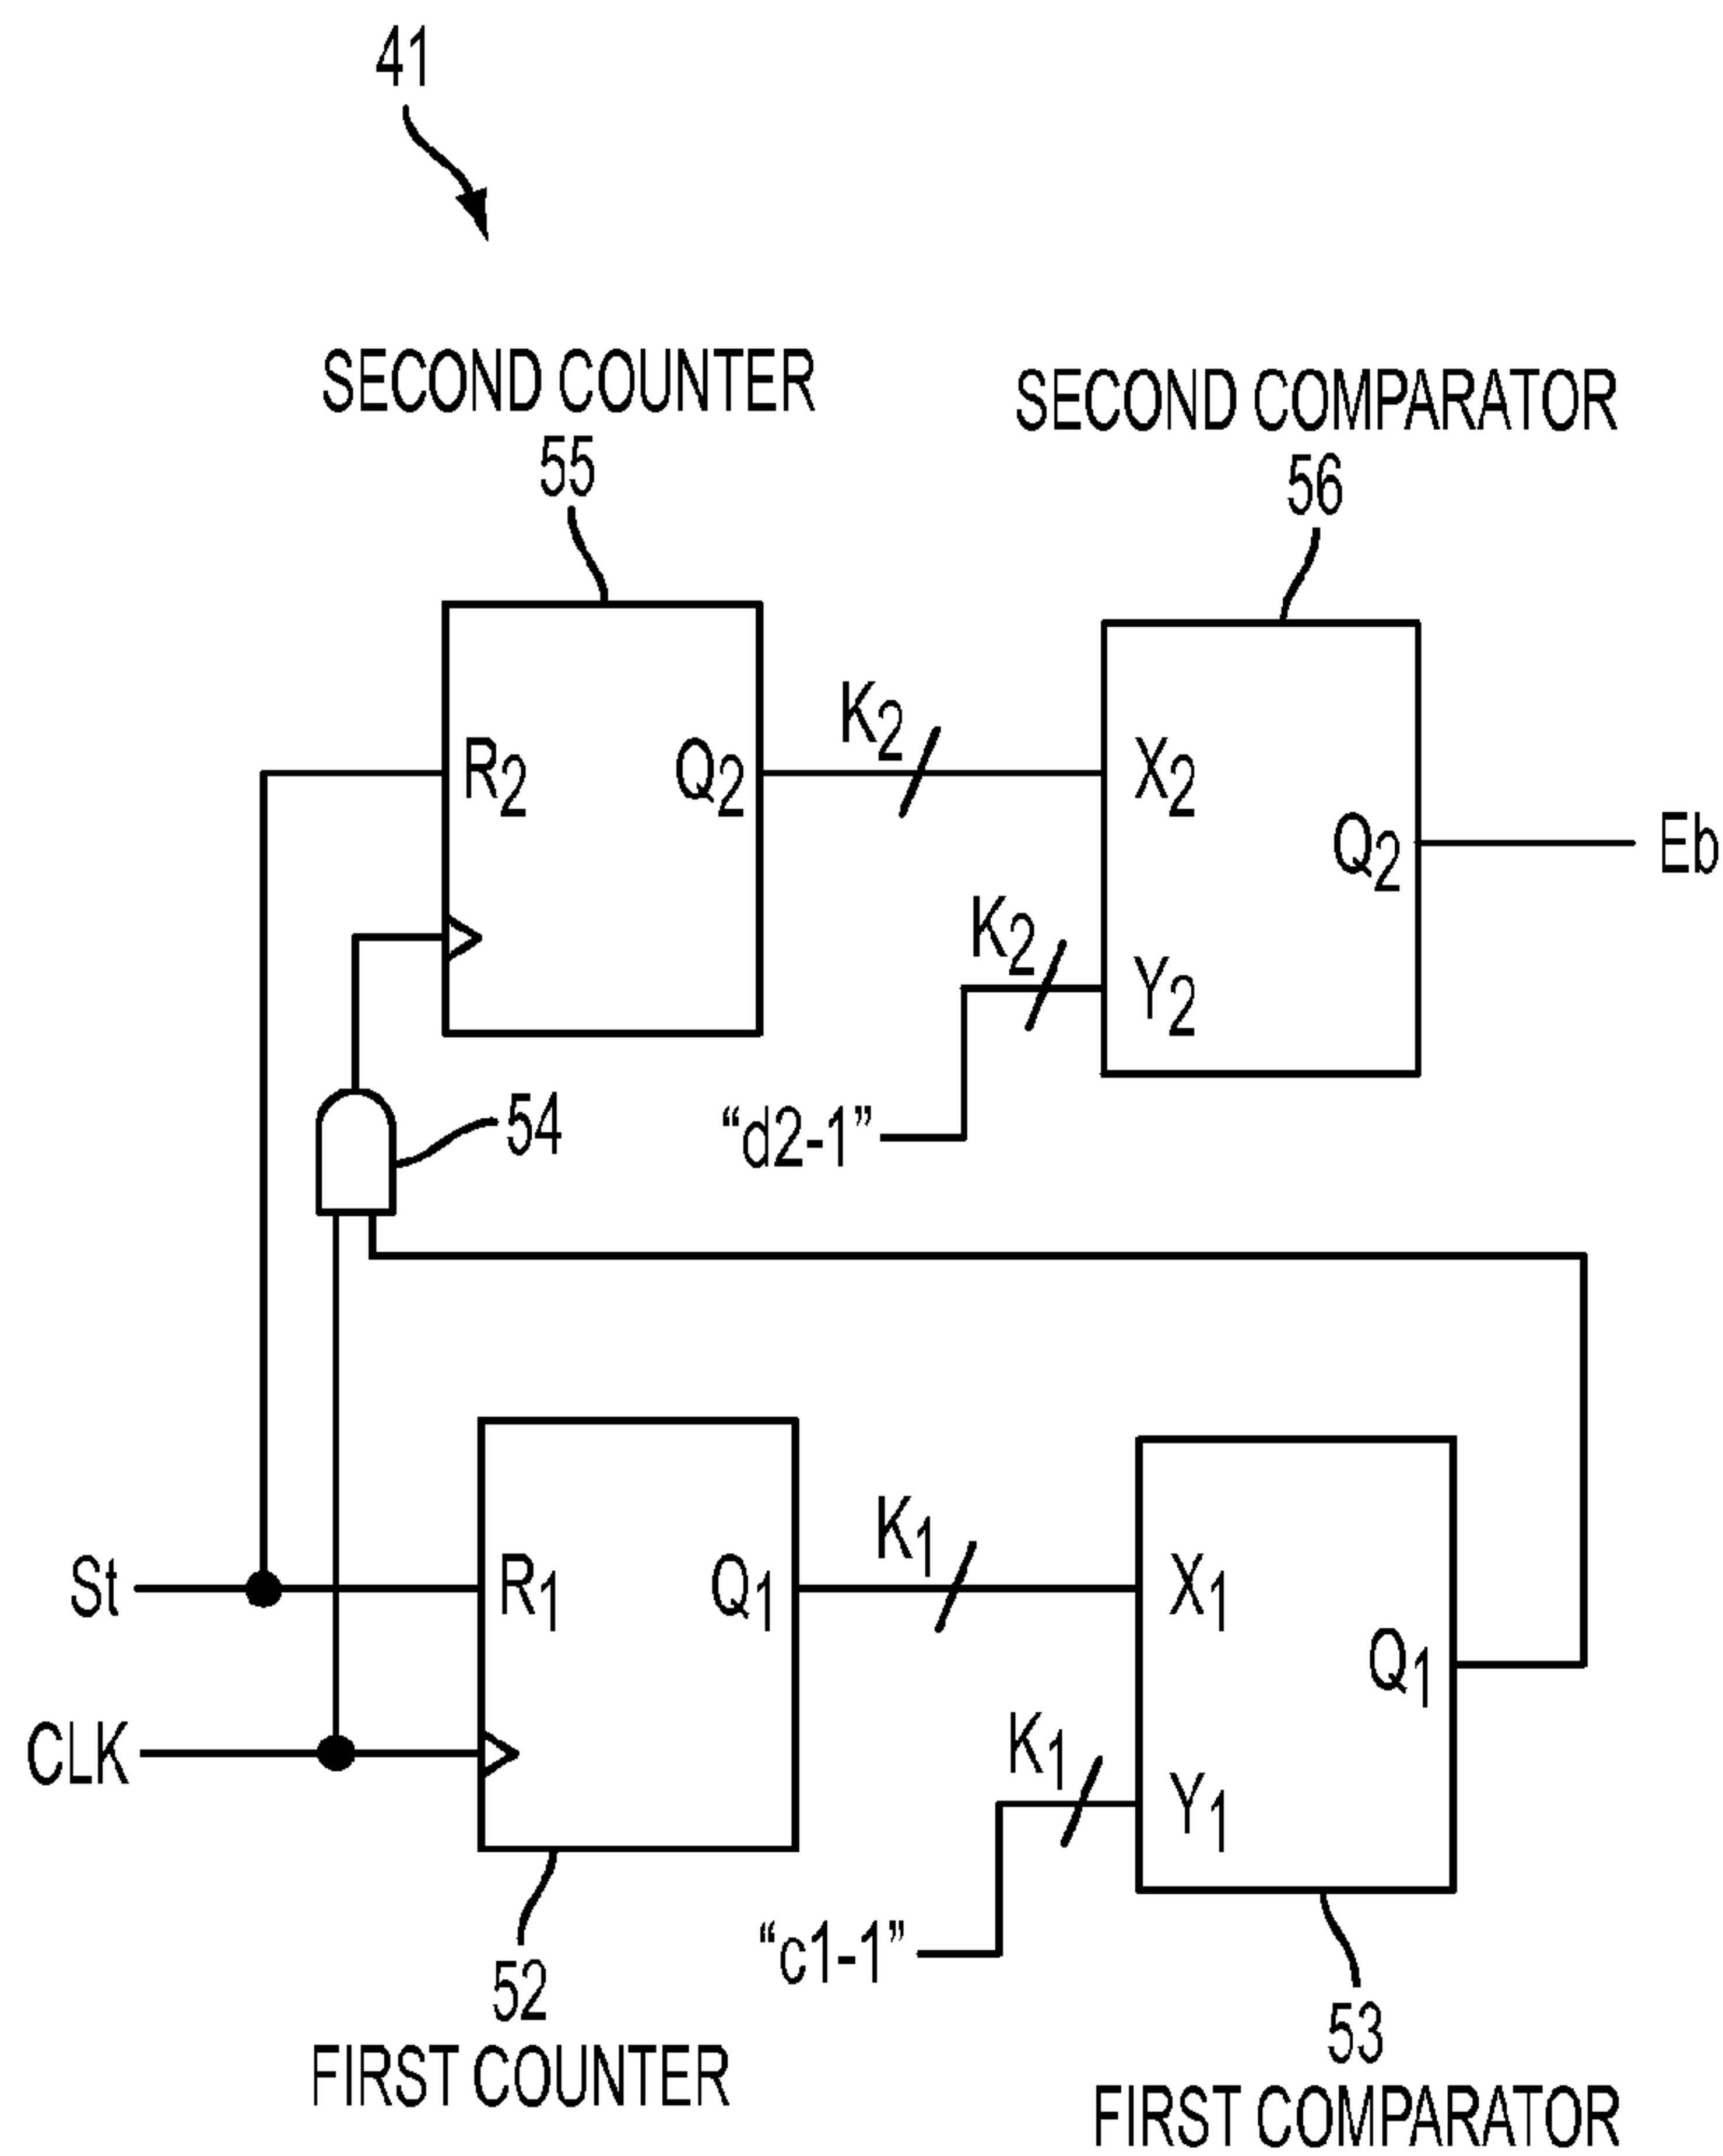 41
SECOND COUNTER
55
SECOND COMPARATOR
56
R2
Q2
K2
X2
Y2
Q2
Eb
K2
“d2-1”
54
St
CLK
R1
Q1
K1
X1
Y1
Q1
K1
“c1-1”
52
FIRST COUNTER
53
FIRST COMPARATOR